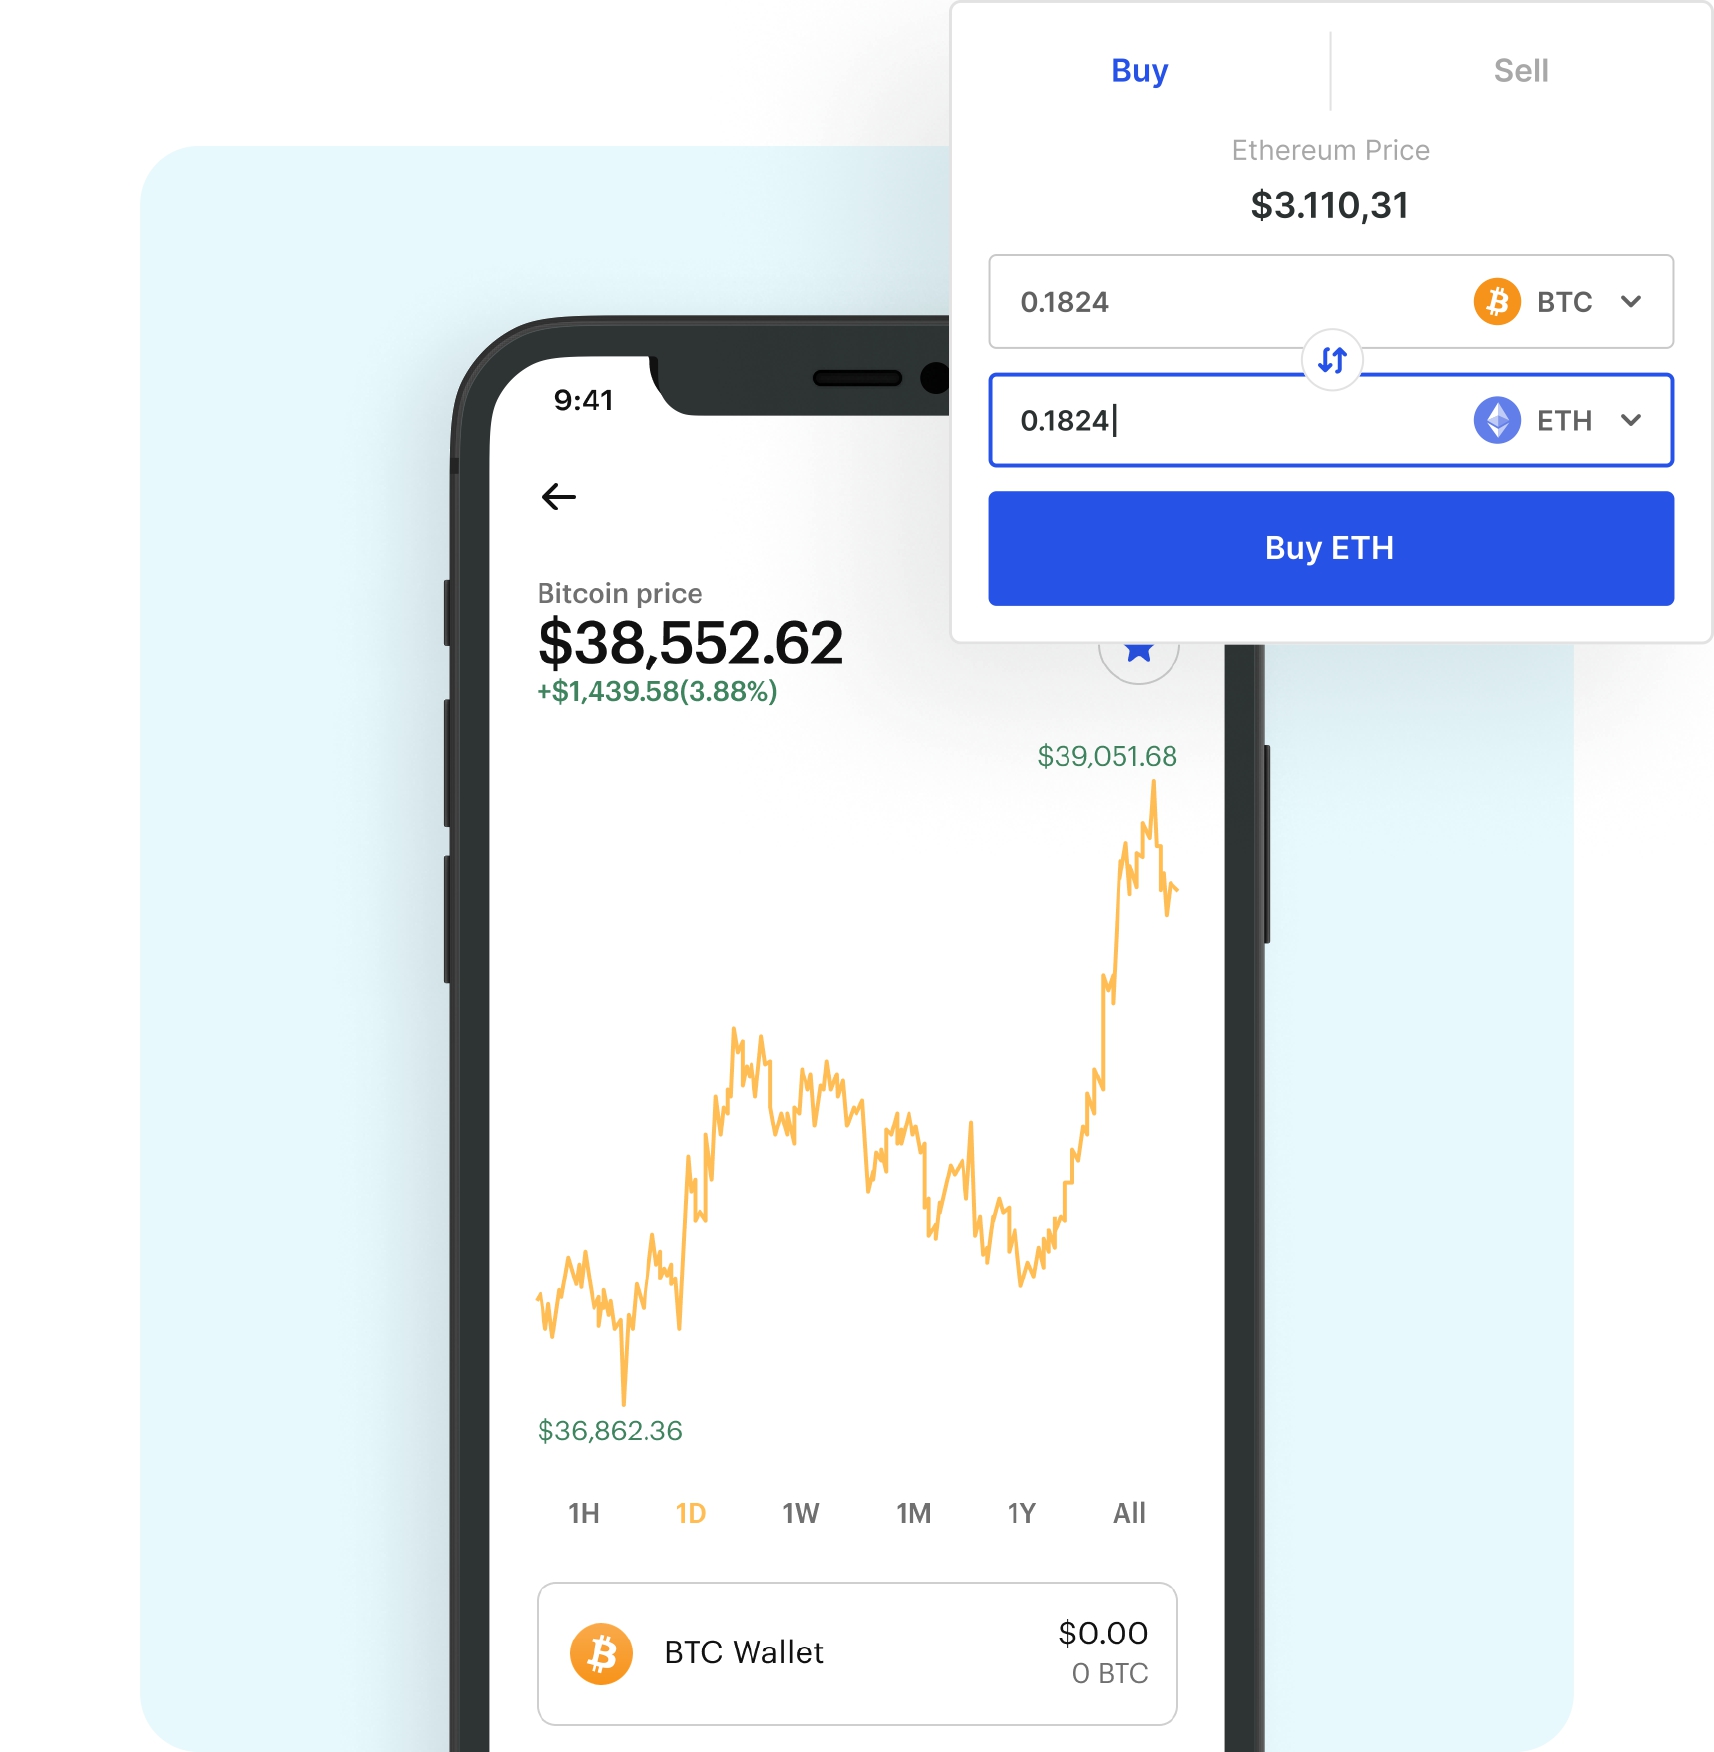 Buy
Sell
Ethereum Price
$3.110,31
0.1824
BTC
0.1824
ETH
Buy ETH
9:41
Bitcoin price
$38,552.62
+$1,439.58(3.88%)
$39,051.68
$36,862.36
1H 1D 1W 1M 1Y All
BTC Wallet
$0.00
0 BTC